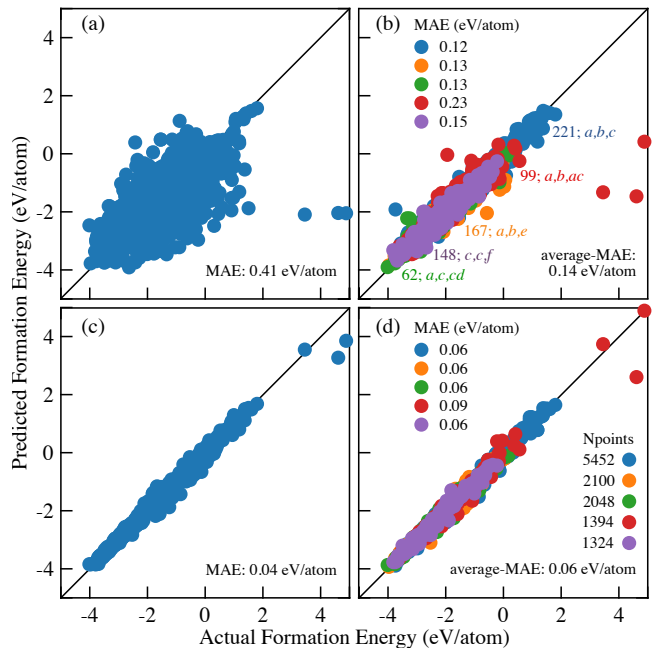 (a)
4
2
0
-2
-4
MAE: 0.41 eV/atom
(b)
MAE (eV/atom)
0.12
0.13
0.13
0.23
0.15
221; a,b,c
99; a,b,ac
167; a,b,e
148; c,c,f
62; a,c,cd
average-MAE:
0.14 eV/atom
Predicted Formation Energy (eV/atom)
(c)
4
2
0
-2
-4
MAE: 0.04 eV/atom
-4 -2 0 2 4
(d)
MAE (eV/atom)
0.06
0.06
0.06
0.09
0.06
Npoints
5452
2100
2048
1394
1324
average-MAE: 0.06 eV/atom
-4 -2 0 2 4
Actual Formation Energy (eV/atom)